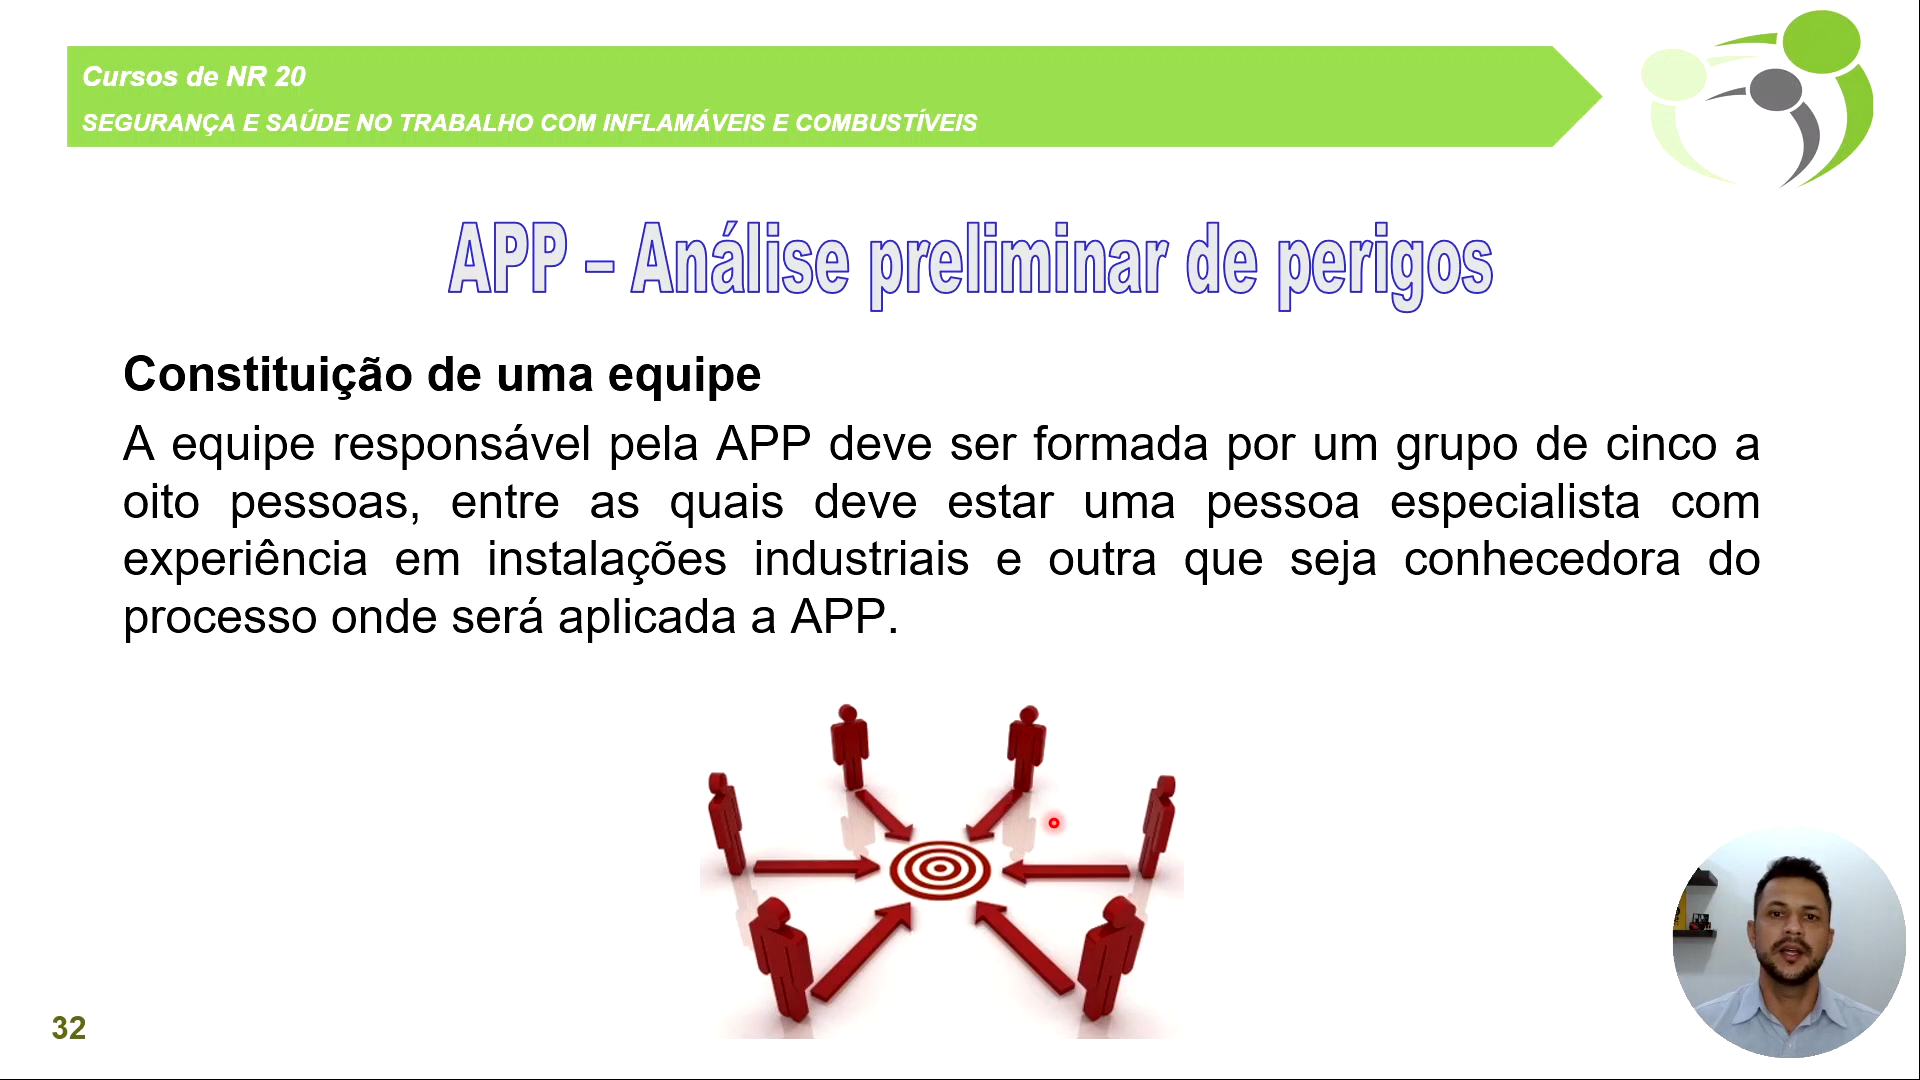 Cursos de NR 20
SEGURANÇA E SAÚDE NO TRABALHO COM INFLAMÁVEIS E COMBUSTÍVEIS
APP – Análise preliminar de perigos
Constituição de uma equipe
A equipe responsável pela APP deve ser formada por um grupo de cinco a
oito pessoas, entre as quais deve estar uma pessoa especialista com
experiência em instalações industriais e outra que seja conhecedora do
processo onde será aplicada a APP.
32